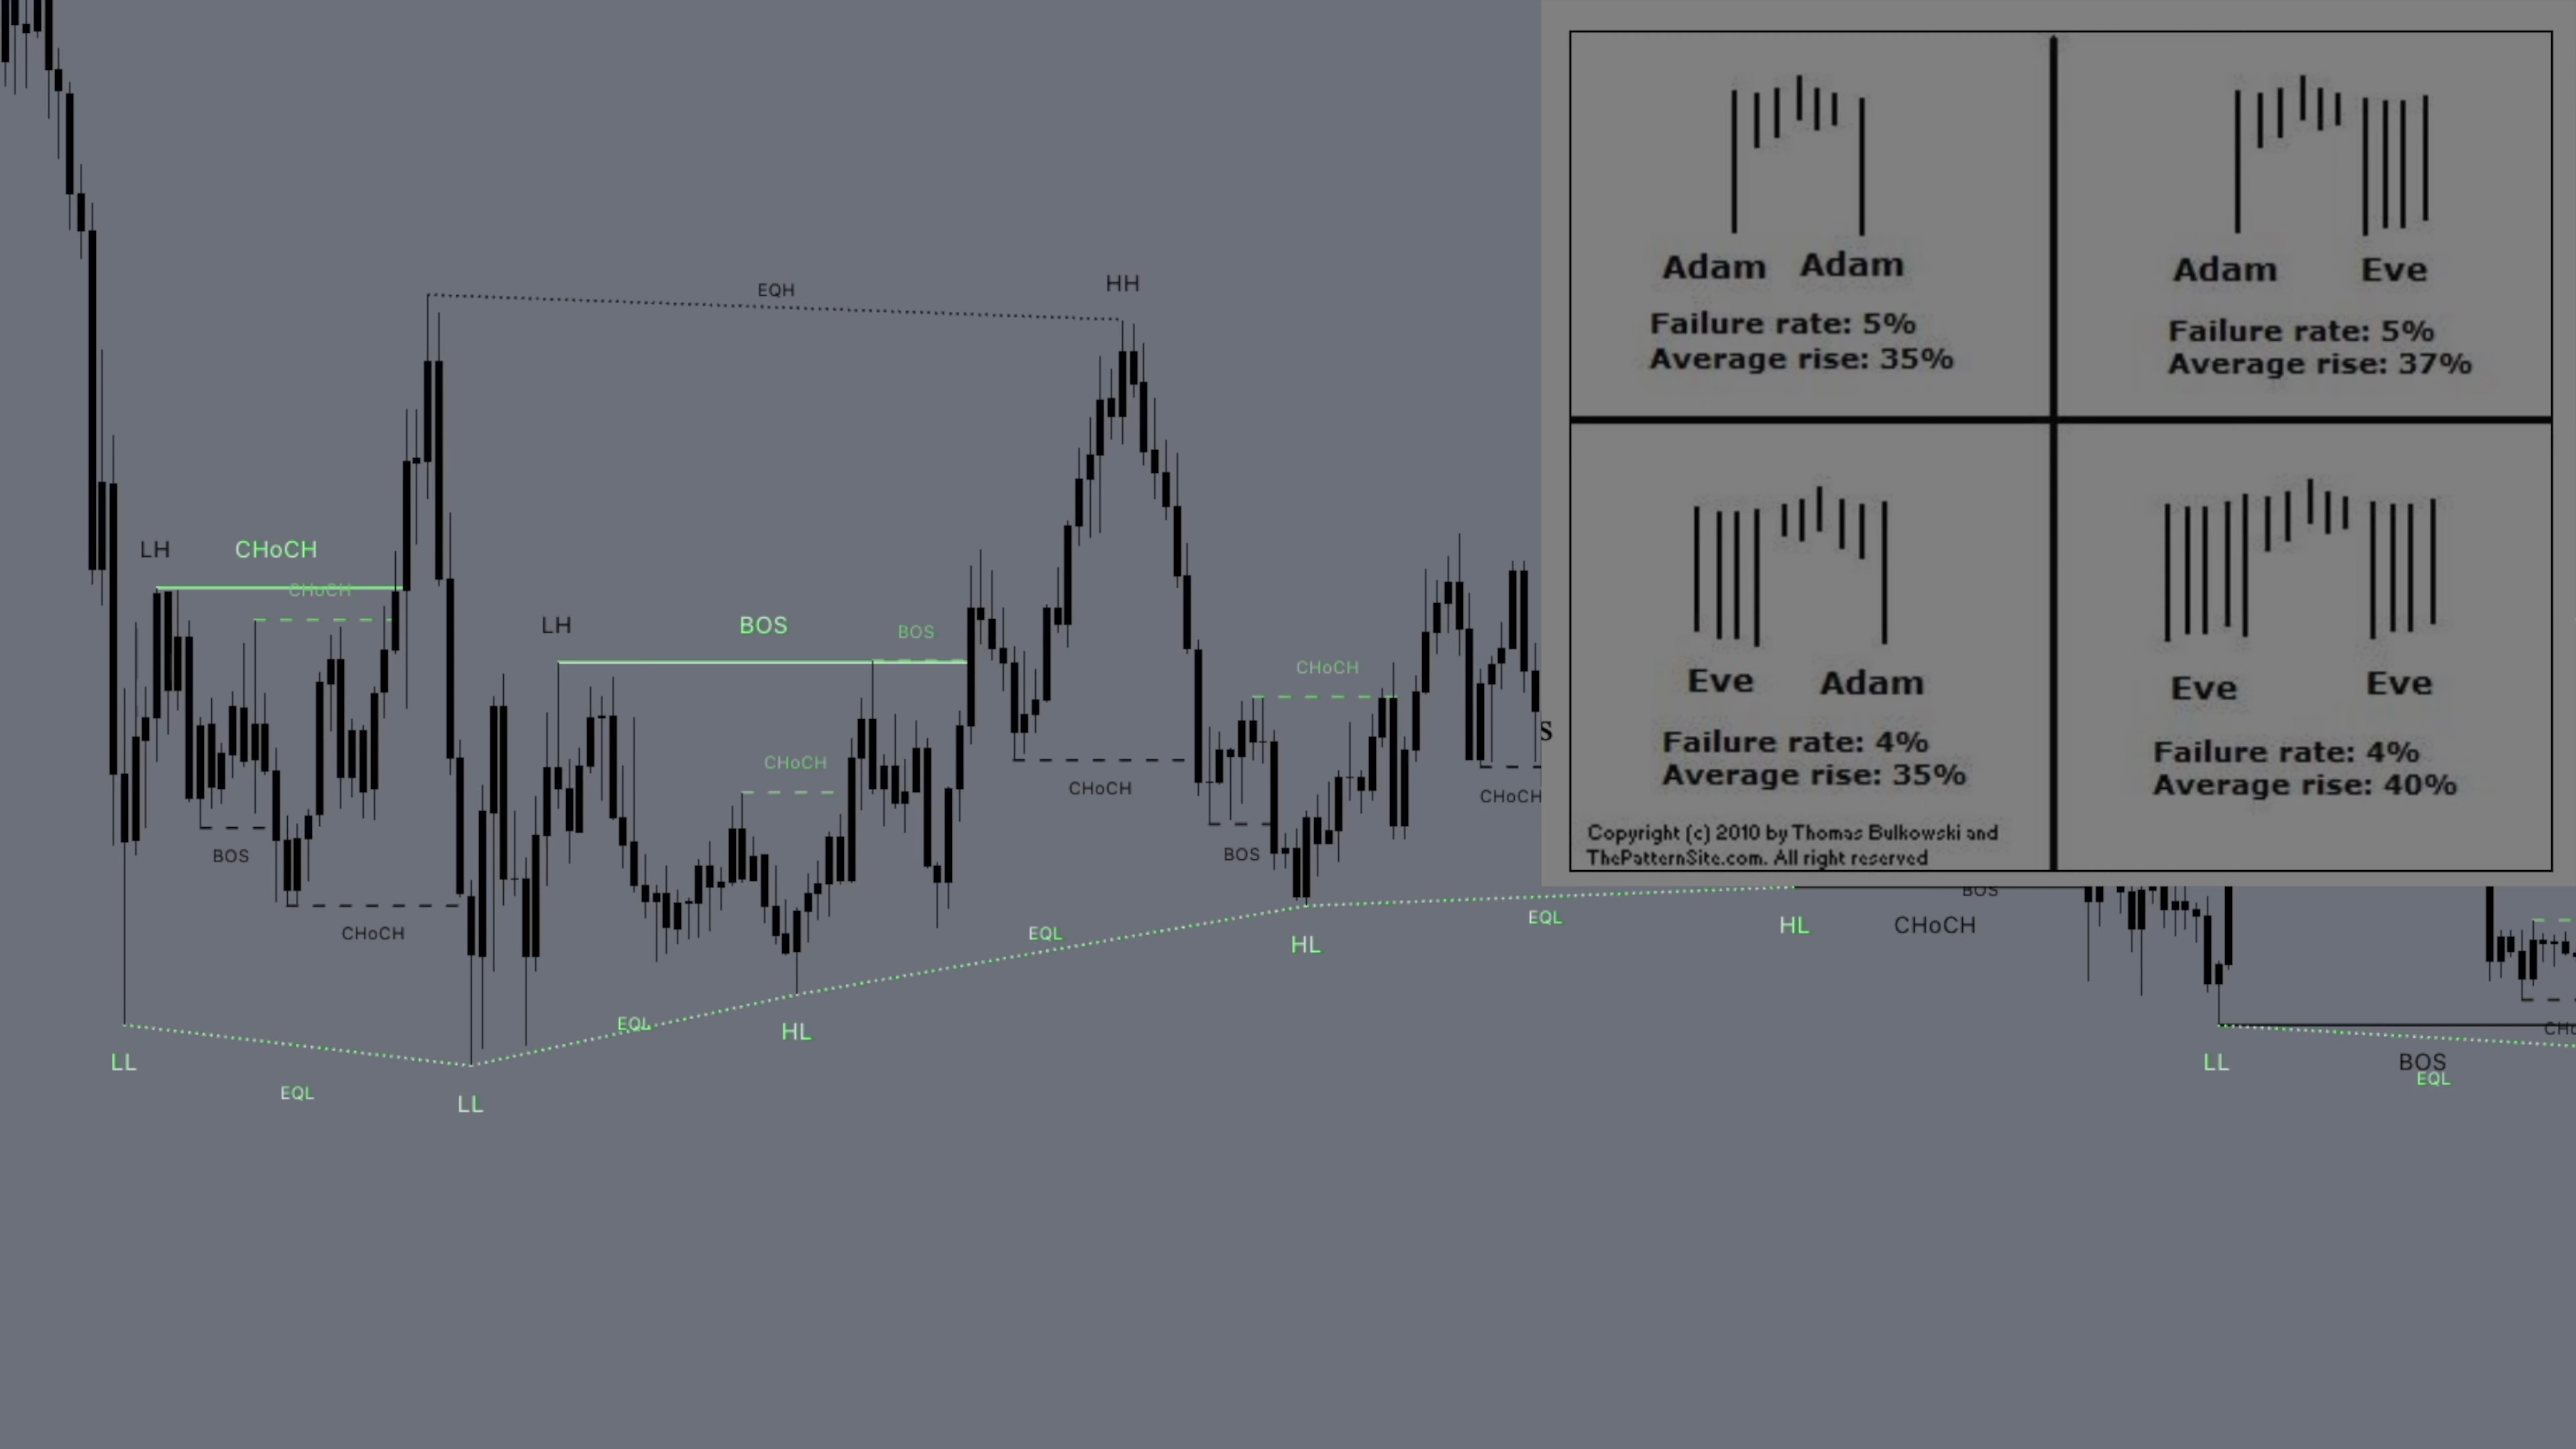 HH
EQH
LH
CHoCH
CHoCH
LH
BOS
BOS
CHoCH
CHoCH
CHoCH
BOS
BOS
CHoCH
CHoCH
HL
EQL
EQL
HL
EQL
HL
LL
EQL
LL
BOS
CHoCH
LL
BOS
EQL
S
Adam Adam
Failure rate: 5%
Average rise: 35%
Adam Eve
Failure rate: 5%
Average rise: 37%
Eve Adam
Failure rate: 4%
Average rise: 35%
Eve Eve
Failure rate: 4%
Average rise: 40%
Copyright (c) 2010 by Thomas Bulkowski and
ThePatternSite.com. All right reserved